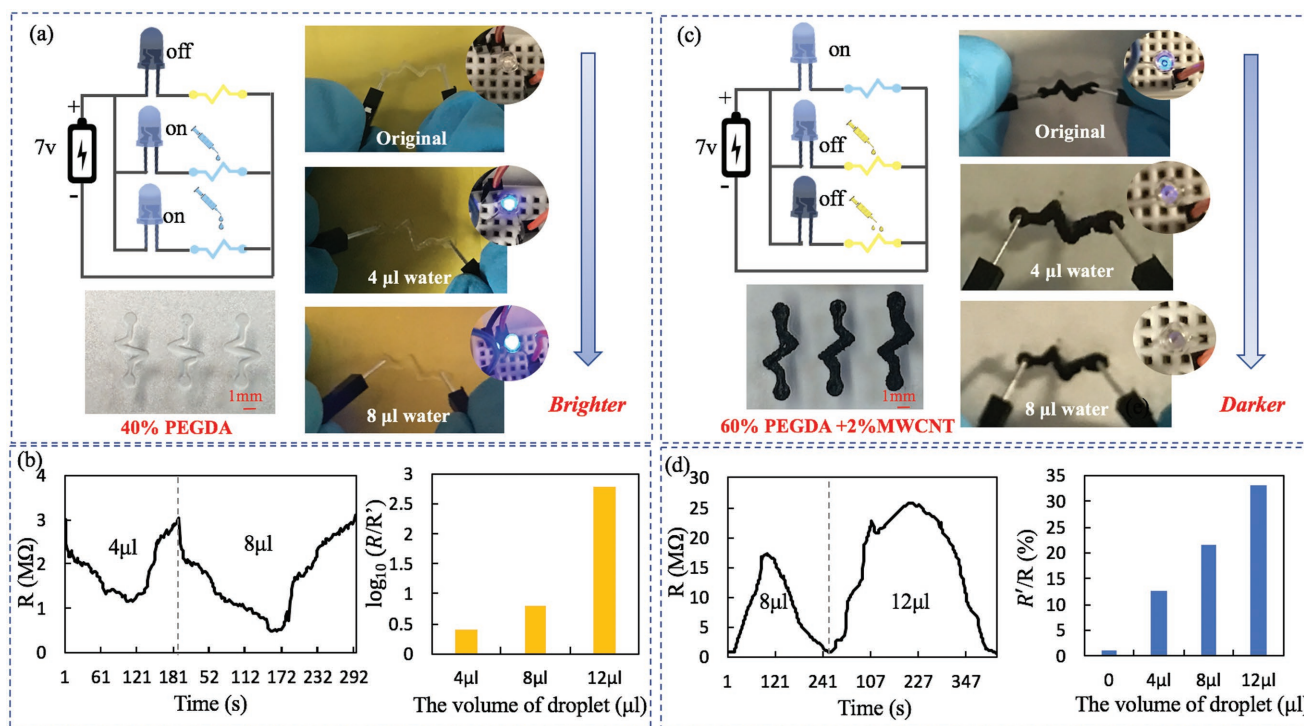 (a)
off
+
on
7v
-
on
Original
4 µl water
8 µl water
Brighter
1mm
40% PEGDA
(c)
on
+
off
7v
-
off
Original
4 µl water
8 µl water
(e)
Darker
1mm
60% PEGDA +2%MWCNT
(b)
R (MΩ)
4
3
2
1
0
4µl
8µl
1 61 121 181 52 112 172 232 292
Time (s)
log₁₀ (R/R’)
3
2.5
2
1.5
1
0.5
0
4µl 8µl 12µl
The volume of droplet (µl)
(d)
R (MΩ)
30
25
20
15
10
5
0
8µl
12µl
1 121 241 107 227 347
Time (s)
R'/R (%)
35
30
25
20
15
10
5
0
0 4µl 8µl 12µl
The volume of droplet (µl)